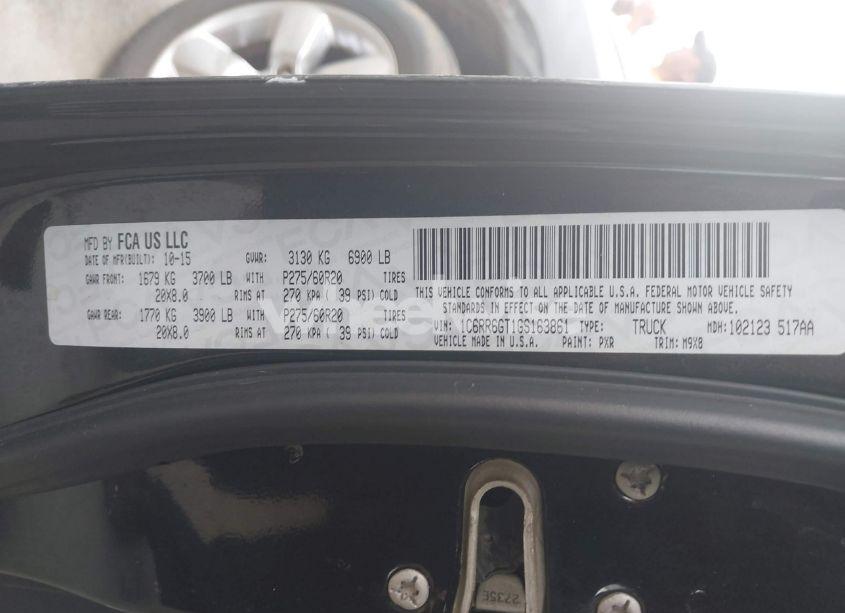 MFD BY FCA US LLC
DATE OF MFR(BUILT): 10-15 GVWR: 3130 KG 6900 LB
GAWR FRONT: 1679 KG 3700 LB WITH P275/60R20 TIRES
20X8.0 RIMS AT 270 KPA ( 39 PSI) COLD
GAWR REAR: 1770 KG 3900 LB WITH P275/60R20 TIRES
20X8.0 RIMS AT 270 KPA ( 39 PSI) COLD
THIS VEHICLE CONFORMS TO ALL APPLICABLE U.S.A. FEDERAL MOTOR VEHICLE SAFETY
STANDARDS IN EFFECT ON THE DATE OF MANUFACTURE SHOWN ABOVE.
VIN: 1C6RR6GT1GS163861 TYPE: TRUCK MDH: 102123 517AA
VEHICLE MADE IN U.S.A. PAINT: PXR TRIM: M9X8
2735E